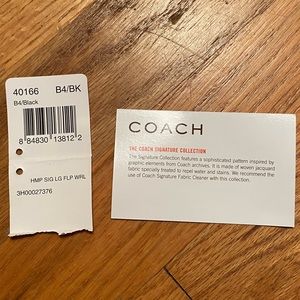 40166 B4/BK
B4/Black
8 84830 13812 2
HMP SIG LG FLP WRL
3H00027376
COACH
THE COACH SIGNATURE COLLECTION
The Signature Collection features a sophisticated pattern inspired by
graphic elements from Coach archives. It is made of woven jacquard
fabric specially treated to repel water and stains. We recommend the
use of Coach Signature Fabric Cleaner with this collection.